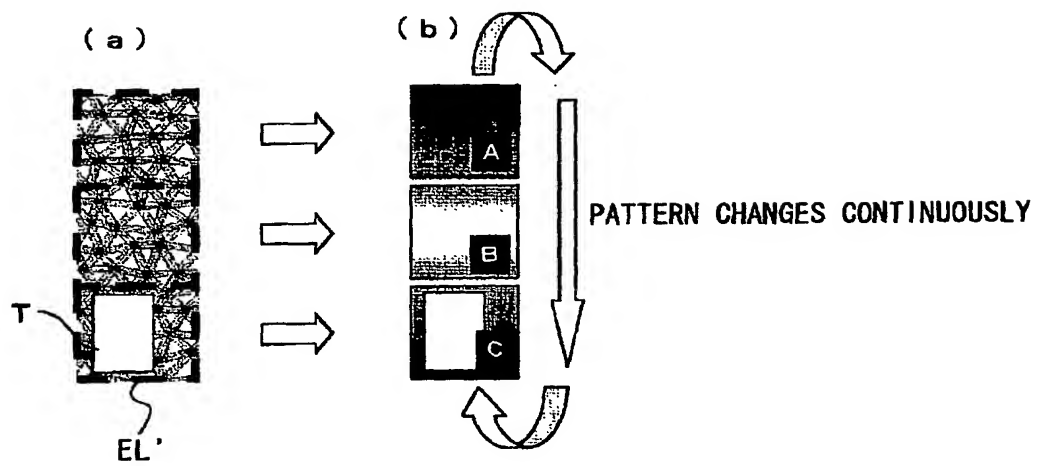 (a)
(b)
A
B
PATTERN CHANGES CONTINUOUSLY
T
C
EL'